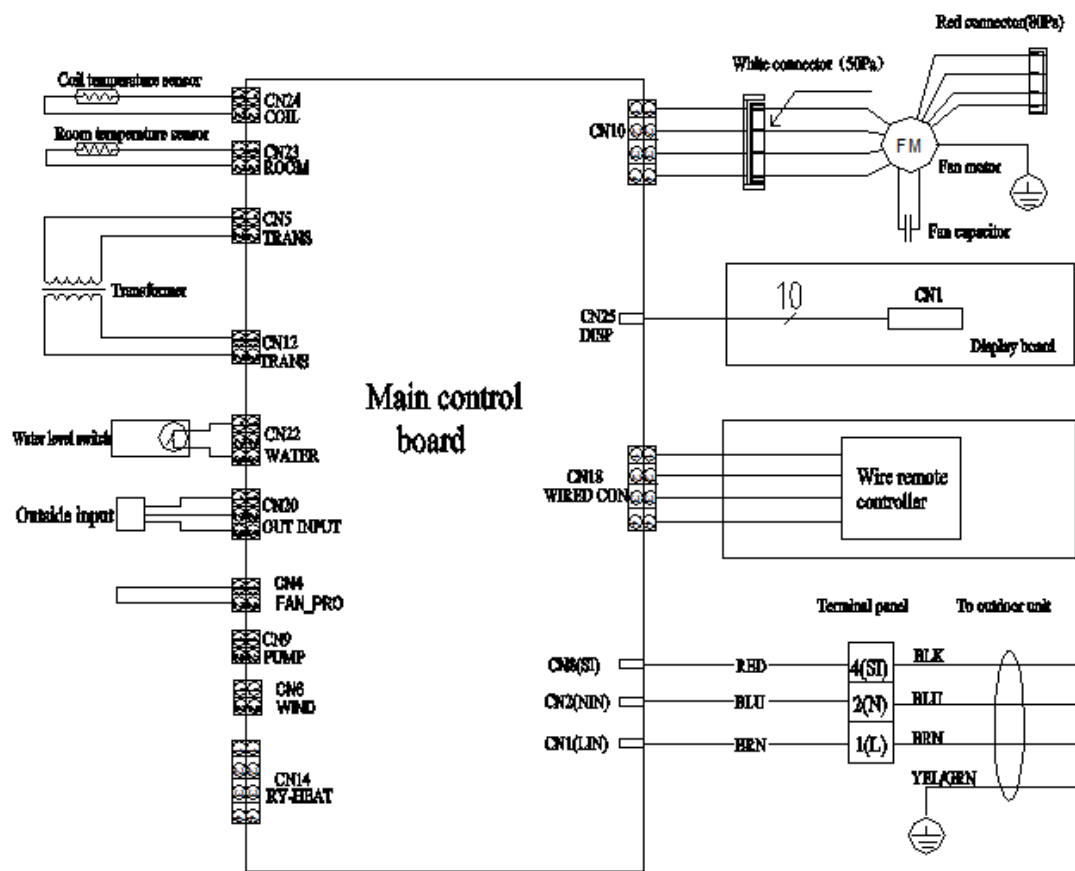 Red connector(80Pa)
White connector (50Pa)
Coil temperature sensor
CN24
COIL
Room temperature sensor
CN23
ROOM
CN10
FM
Fan motor
Fan capacitor
CN5
TRANS
Transformer
CN12
TRANS
CN25
DISP
10
CN1
Display board
Main control
board
Water level switch
CN22
WATER
CN18
WIRED CON
Wire remote
controller
Outside input
CN20
OUT INPUT
CN4
FAN_PRO
CN9
PUMP
CN6
WIND
CN14
RY-HEAT
Terminal panel
To outdoor unit
CN8(SI)
RED
4(SI)
BLK
CN2(NIN)
BLU
2(N)
BLU
CN1(LIN)
BRN
1(L)
BRN
YEL/GRN